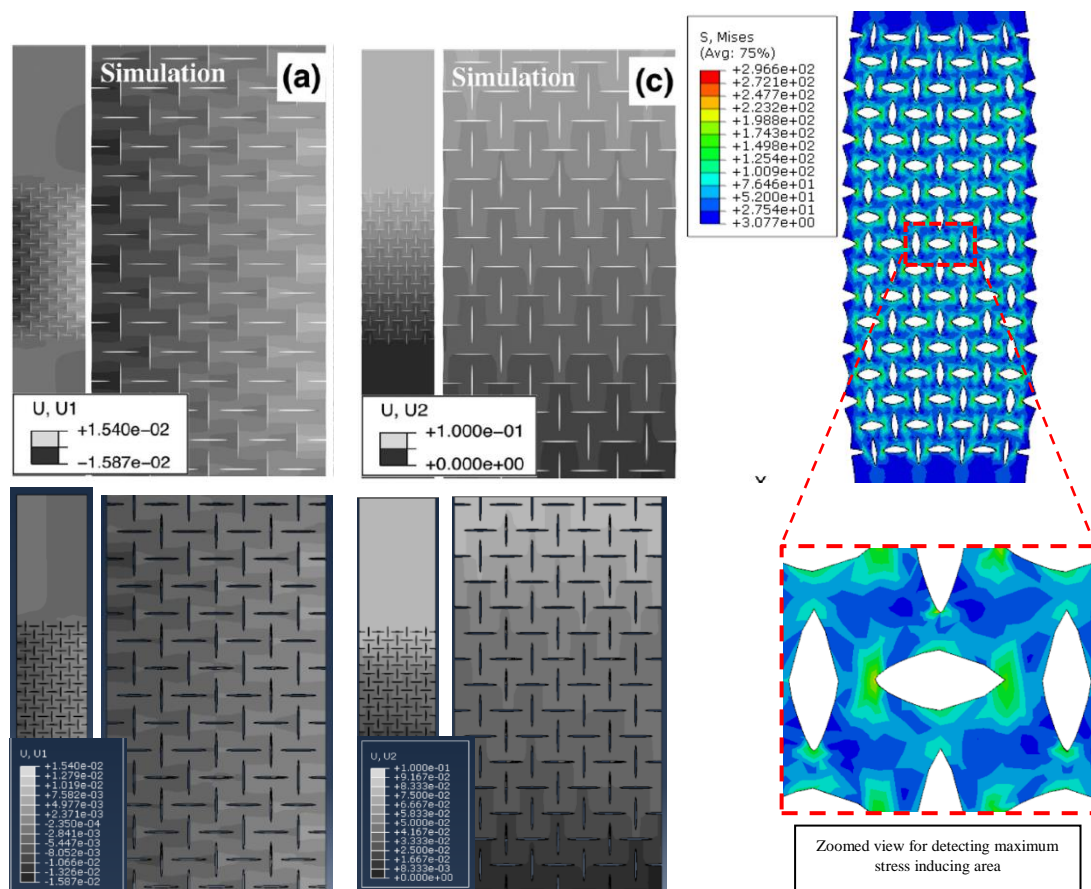 Simulation (a)
U, U1
+1.540e-02
-1.587e-02
Simulation (c)
U, U2
+1.000e-01
+0.000e+00
S, Mises
(Avg: 75%)
+2.966e+02
+2.721e+02
+2.477e+02
+2.232e+02
+1.988e+02
+1.743e+02
+1.498e+02
+1.254e+02
+1.009e+02
+7.646e+01
+5.200e+01
+2.754e+01
+3.077e+00
U, U1
+1.540e-02
+1.279e-02
+1.019e-02
+7.582e-03
+4.977e-03
+2.371e-03
-2.350e-04
-2.841e-03
-5.447e-03
-8.052e-03
-1.066e-02
-1.326e-02
-1.587e-02
U, U2
+1.000e-01
+9.167e-02
+8.333e-02
+7.500e-02
+6.667e-02
+5.833e-02
+5.000e-02
+4.167e-02
+3.333e-02
+2.500e-02
+1.667e-02
+8.333e-03
+0.000e+00
Zoomed view for detecting maximum
stress inducing area